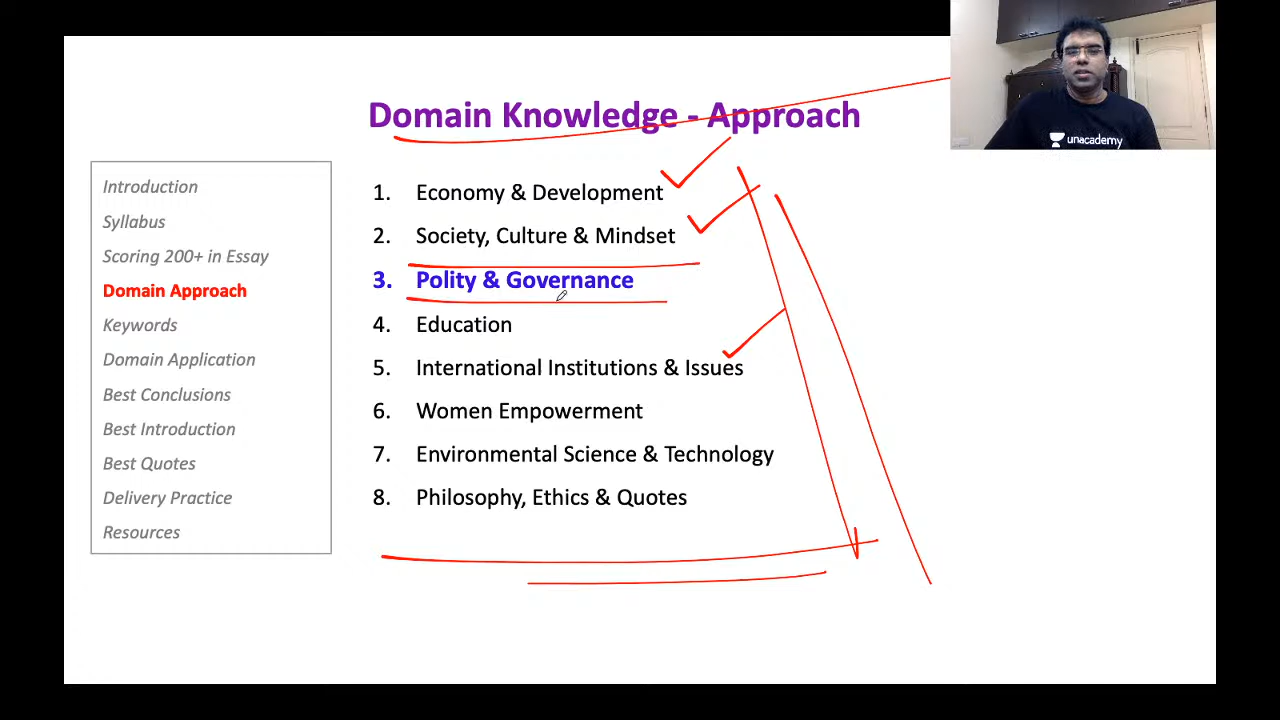 Domain Knowledge - Approach
unacademy
Introduction
Syllabus
Scoring 200+ in Essay
Domain Approach
Keywords
Domain Application
Best Conclusions
Best Introduction
Best Quotes
Delivery Practice
Resources
1. Economy & Development
2. Society, Culture & Mindset
3. Polity & Governance
4. Education
5. International Institutions & Issues
6. Women Empowerment
7. Environmental Science & Technology
8. Philosophy, Ethics & Quotes